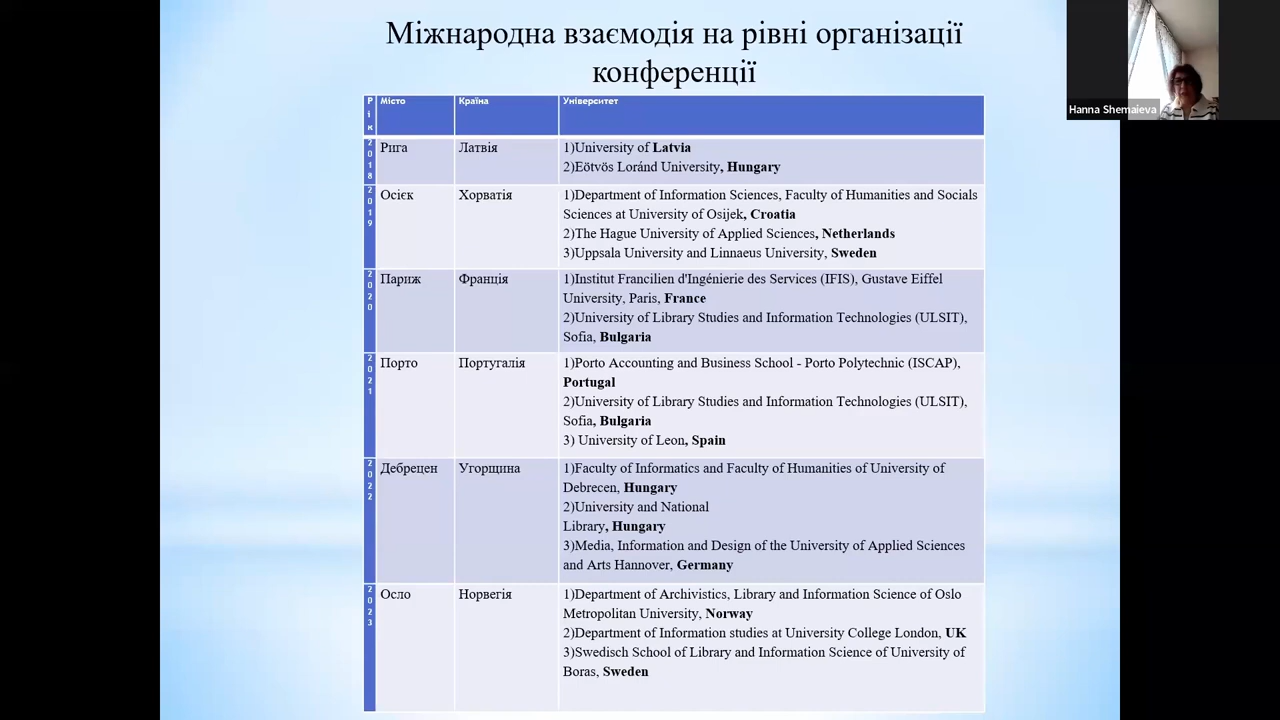 Міжнародна взаємодія на рівні організації
конференції
Hanna Shemaieva
Рік Місто Країна Університет
2018 Рига Латвія 1)University of Latvia
2)Eötvös Loránd University, Hungary
2019 Осієк Хорватія 1)Department of Information Sciences, Faculty of Humanities and Socials
Sciences at University of Osijek, Croatia
2)The Hague University of Applied Sciences, Netherlands
3)Uppsala University and Linnaeus University, Sweden
2020 Париж Франція 1)Institut Francilien d'Ingénierie des Services (IFIS), Gustave Eiffel
University, Paris, France
2)University of Library Studies and Information Technologies (ULSIT),
Sofia, Bulgaria
2021 Порто Португалія 1)Porto Accounting and Business School - Porto Polytechnic (ISCAP),
Portugal
2)University of Library Studies and Information Technologies (ULSIT),
Sofia, Bulgaria
3) University of Leon, Spain
2022 Дебрецен Угорщина 1)Faculty of Informatics and Faculty of Humanities of University of
Debrecen, Hungary
2)University and National
Library, Hungary
3)Media, Information and Design of the University of Applied Sciences
and Arts Hannover, Germany
2023 Осло Норвегія 1)Department of Archivistics, Library and Information Science of Oslo
Metropolitan University, Norway
2)Department of Information studies at University College London, UK
3)Swedisch School of Library and Information Science of University of
Boras, Sweden